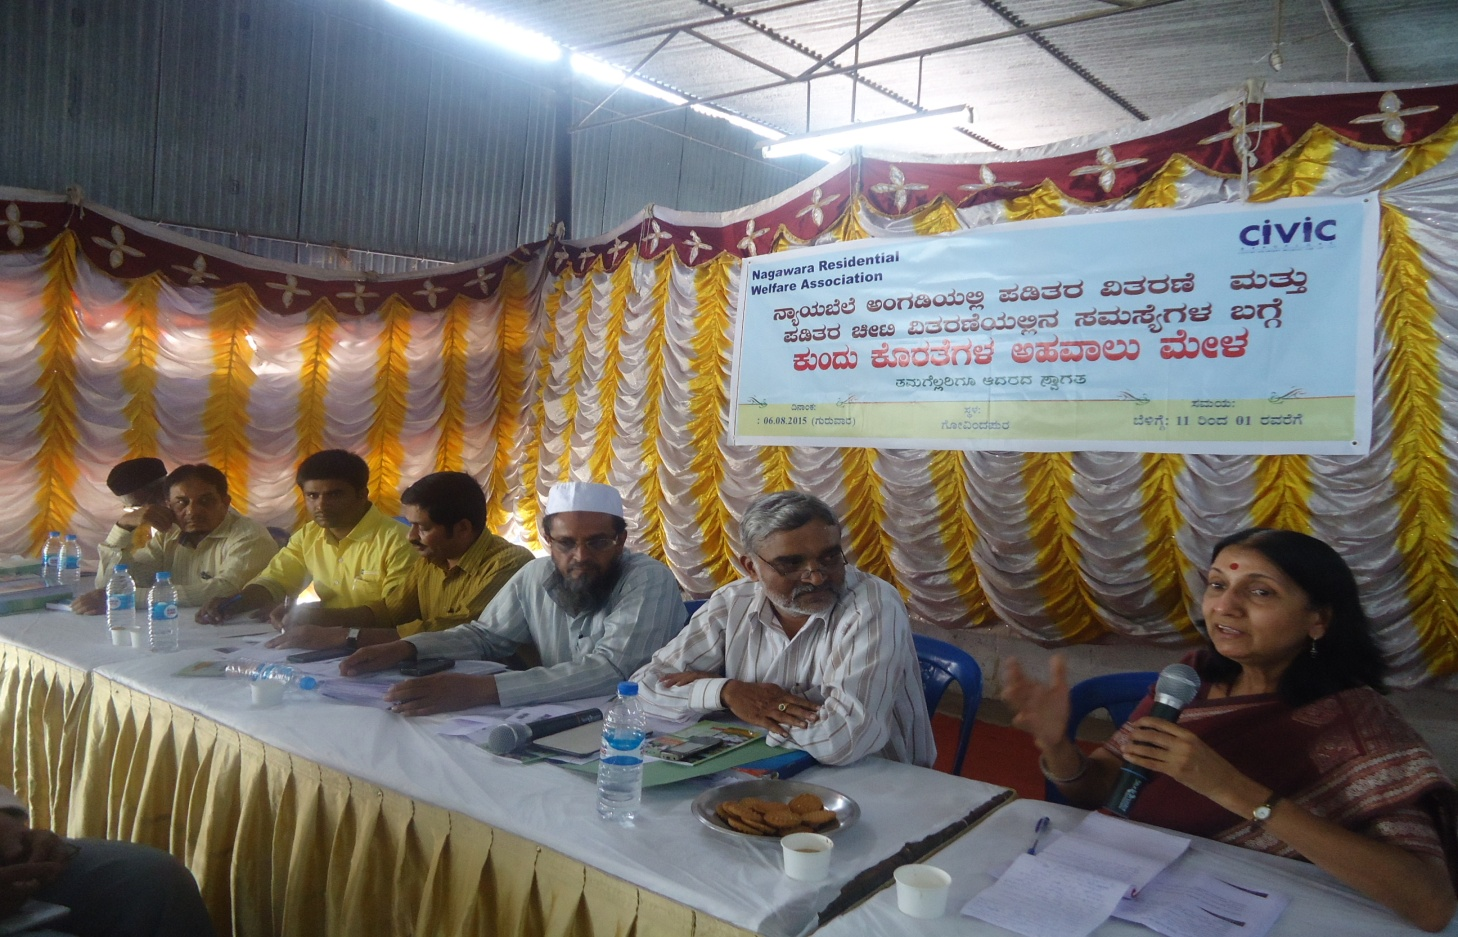 CIVIC
Nagawara Residential
Welfare Association
ನ್ಯಾಯಬೆಲೆ ಅಂಗಡಿಯಲ್ಲಿ ಪಡಿತರ ವಿತರಣೆ ಮತ್ತು
ಪಡಿತರ ಚೀಟಿ ವಿತರಣೆಯಲ್ಲಿನ ಸಮಸ್ಯೆಗಳ ಬಗ್ಗೆ
ಕುಂದು ಕೊರತೆಗಳ ಅಹವಾಲು ಮೇಳ
ತಮಗೆಲ್ಲರಿಗೂ ಆದರದ ಸ್ವಾಗತ
ದಿನಾಂಕ:
: 06.08.2015 (ಗುರುವಾರ)
ಸ್ಥಳ:
ಗೋವಿಂದಪುರ
ಸಮಯ:
ಬೆಳಿಗ್ಗೆ: 11 ರಿಂದ 01 ರವರೆಗೆ